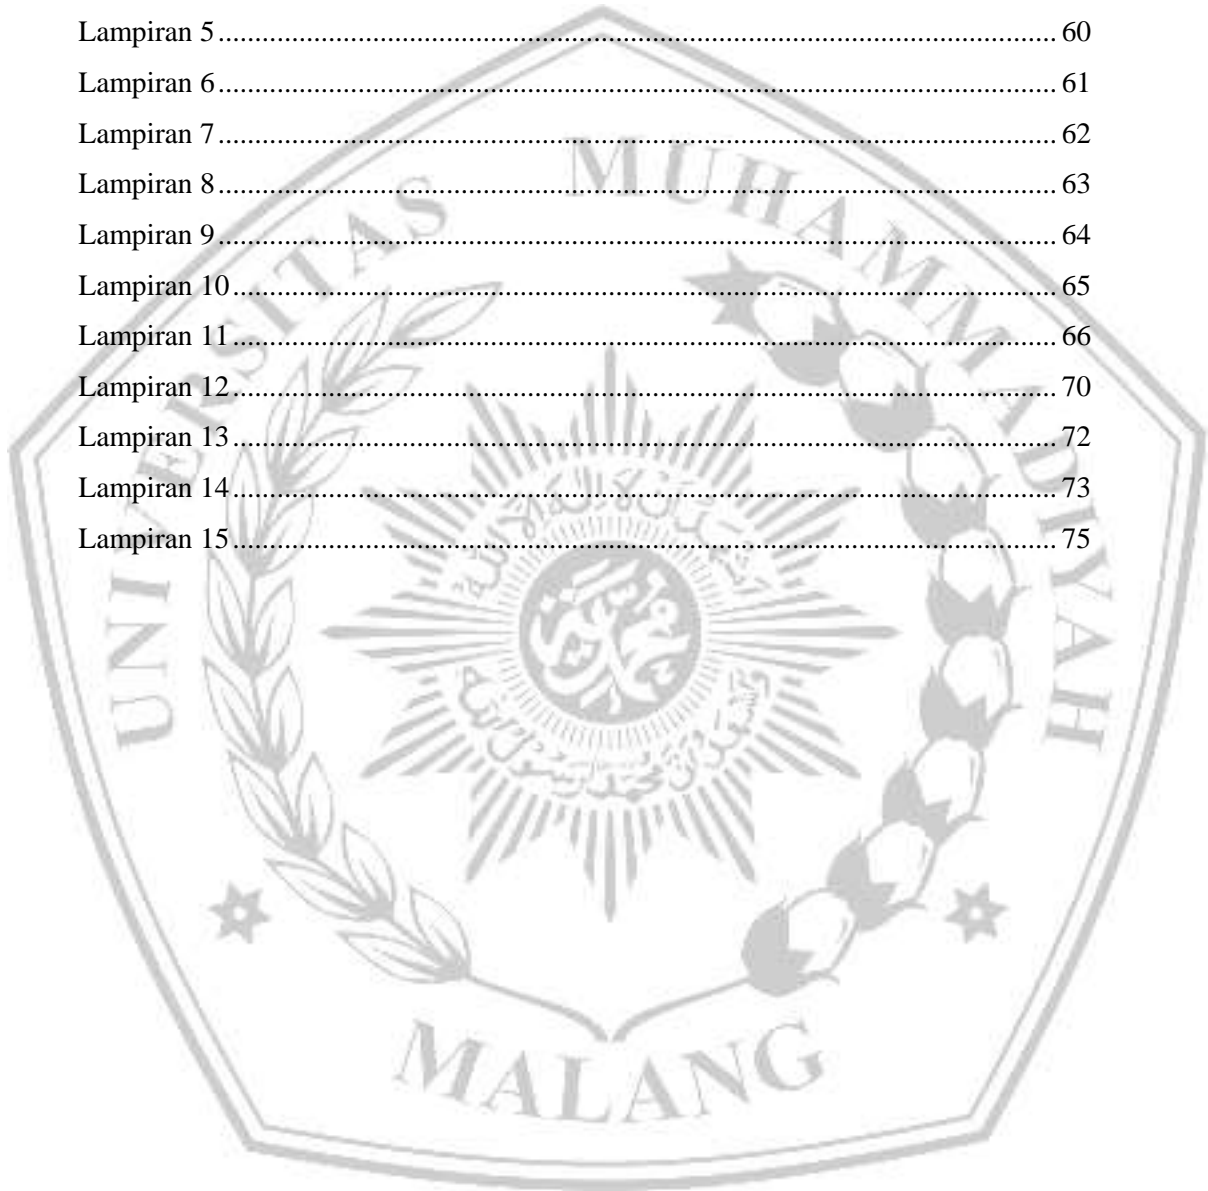 Lampiran 5 ........................................................................ 60
Lampiran 6 ........................................................................ 61
Lampiran 7 ........................................................................ 62
Lampiran 8 ........................................................................ 63
Lampiran 9 ........................................................................ 64
Lampiran 10 ........................................................................ 65
Lampiran 11 ........................................................................ 66
Lampiran 12 ........................................................................ 70
Lampiran 13 ........................................................................ 72
Lampiran 14 ........................................................................ 73
Lampiran 15 ........................................................................ 75
UNIVERSITAS MUHAMMADIYAH
MALANG